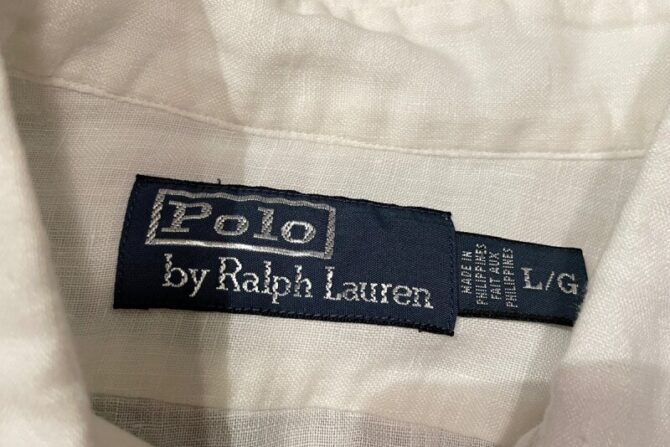 Polo
by Ralph Lauren
MADE IN
PHILIPPINES
FAIT AUX
PHILIPPINES
L/G